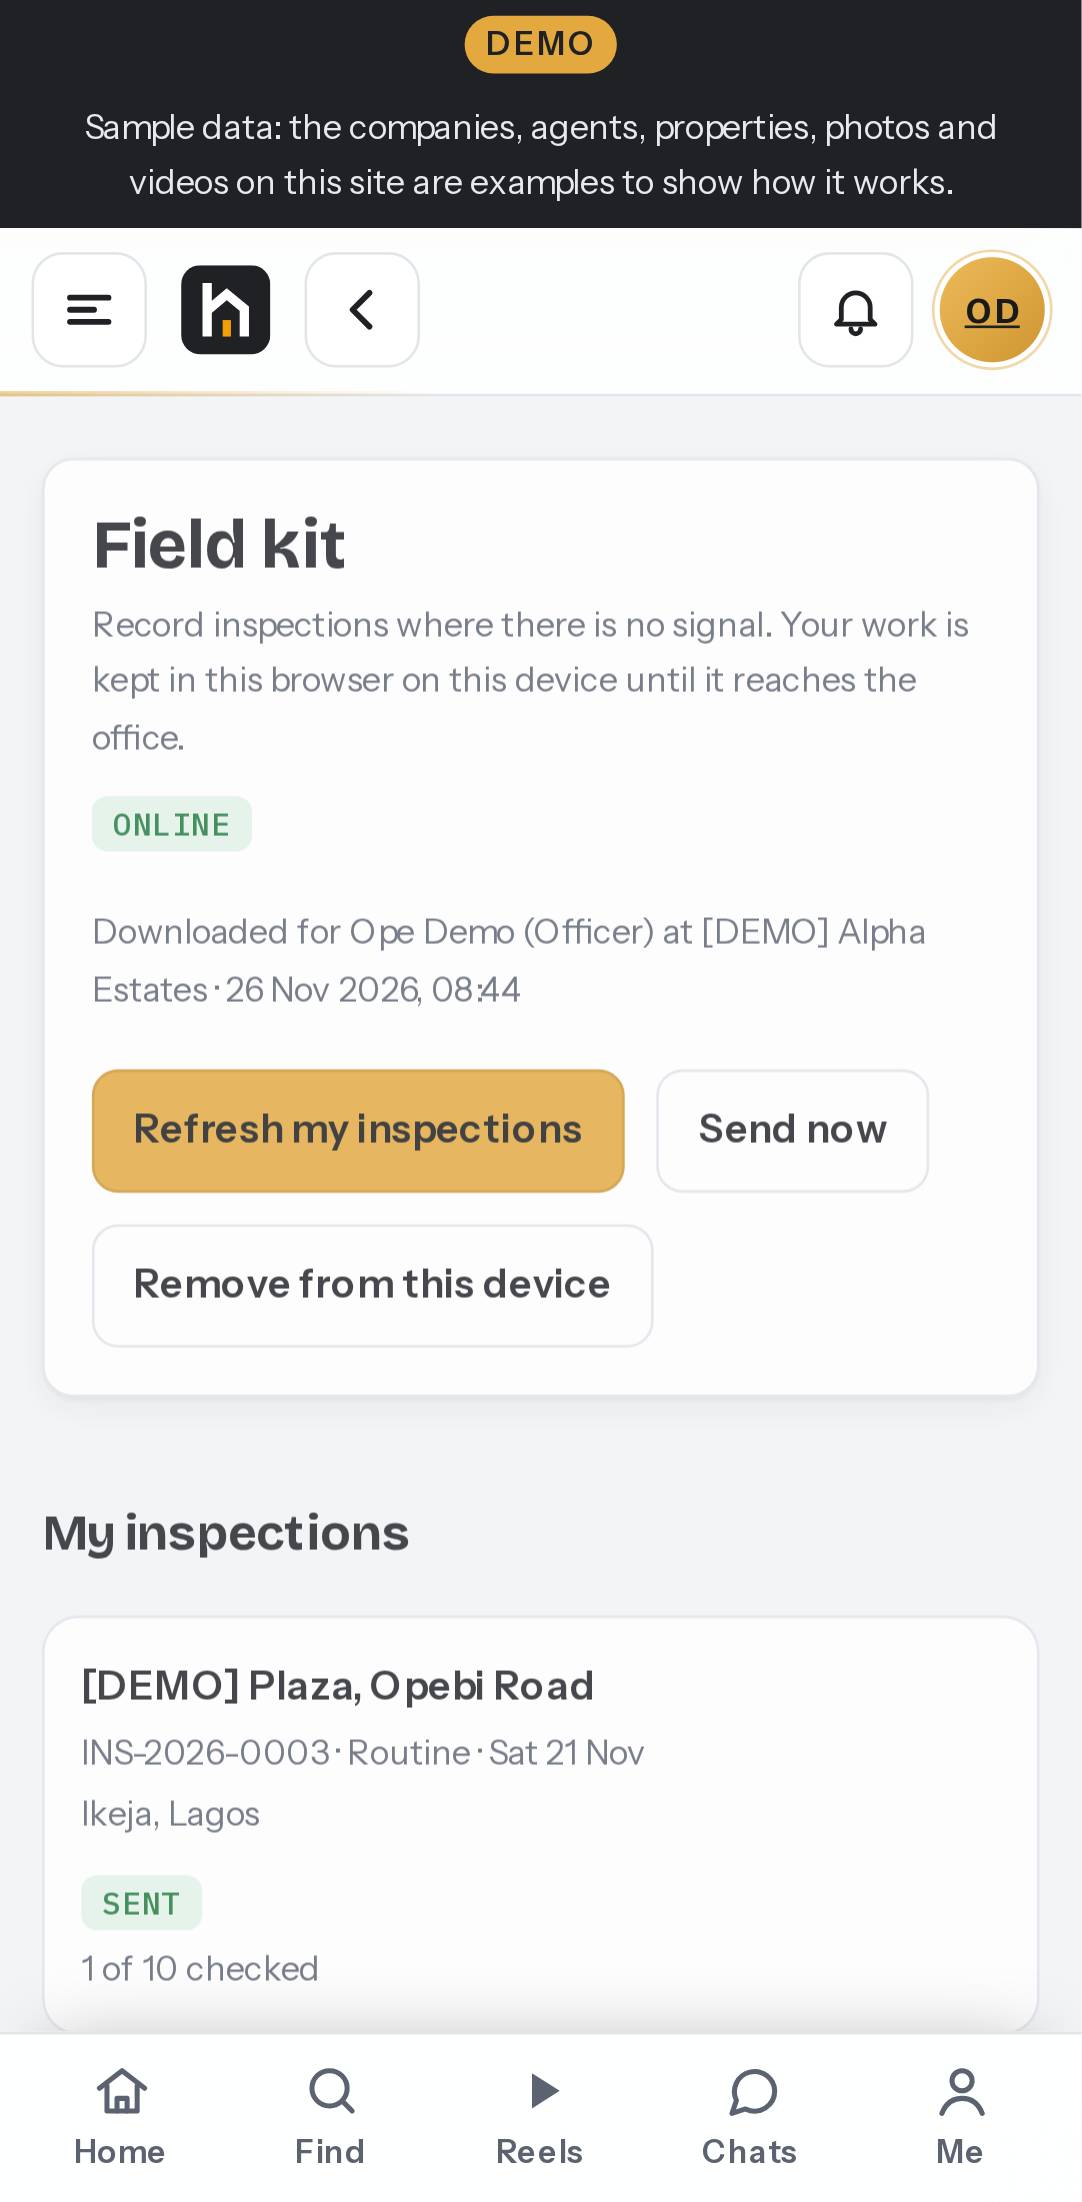 DEMO
Sample data: the companies, agents, properties, photos and
videos on this site are examples to show how it works.
OD
Field kit
Record inspections where there is no signal. Your work is
kept in this browser on this device until it reaches the
office.
ONLINE
Downloaded for Ope Demo (Officer) at [DEMO] Alpha
Estates · 26 Nov 2026, 08:44
Refresh my inspections
Send now
Remove from this device
My inspections
[DEMO] Plaza, Opebi Road
INS-2026-0003 · Routine · Sat 21 Nov
Ikeja, Lagos
SENT
1 of 10 checked
Home
Find
Reels
Chats
Me